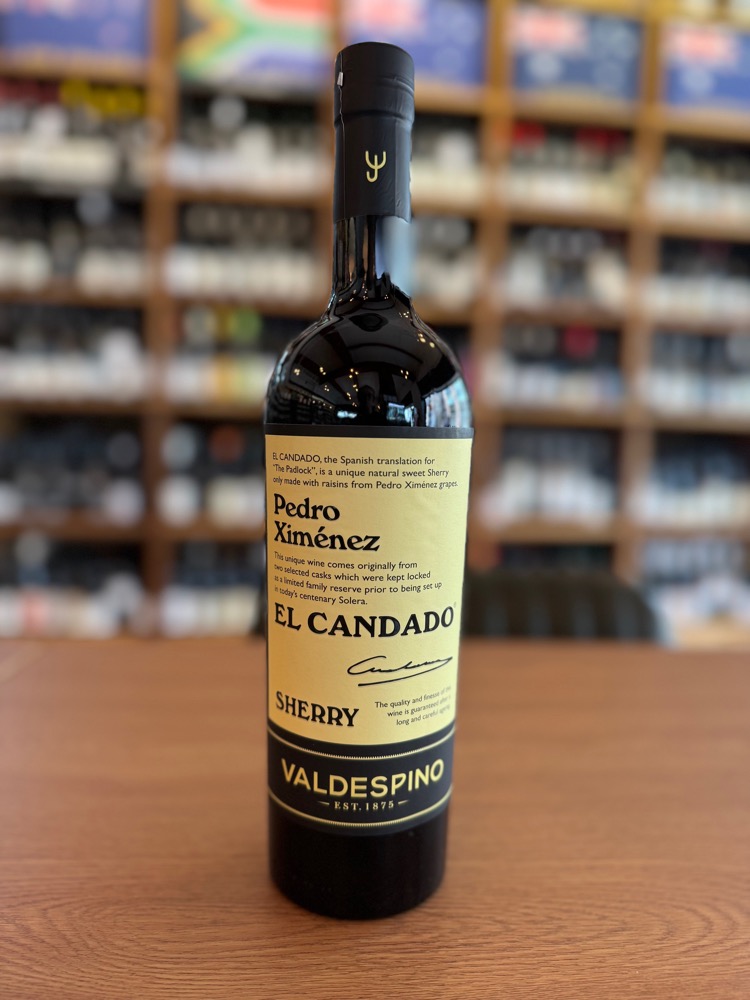 EL CANDADO, the Spanish translation for
"The Padlock", is a unique natural sweet Sherry
only made with raisins from Pedro Ximénez grapes.
Pedro
Ximénez
This unique wine comes originally from
two selected casks which were kept locked
as a limited family reserve prior to being set up
in today's centenary Solera.
EL CANDADO
SHERRY
The quality and finesse of the
wine is guaranteed after a
long and careful ageing.
VALDESPINO
EST. 1875